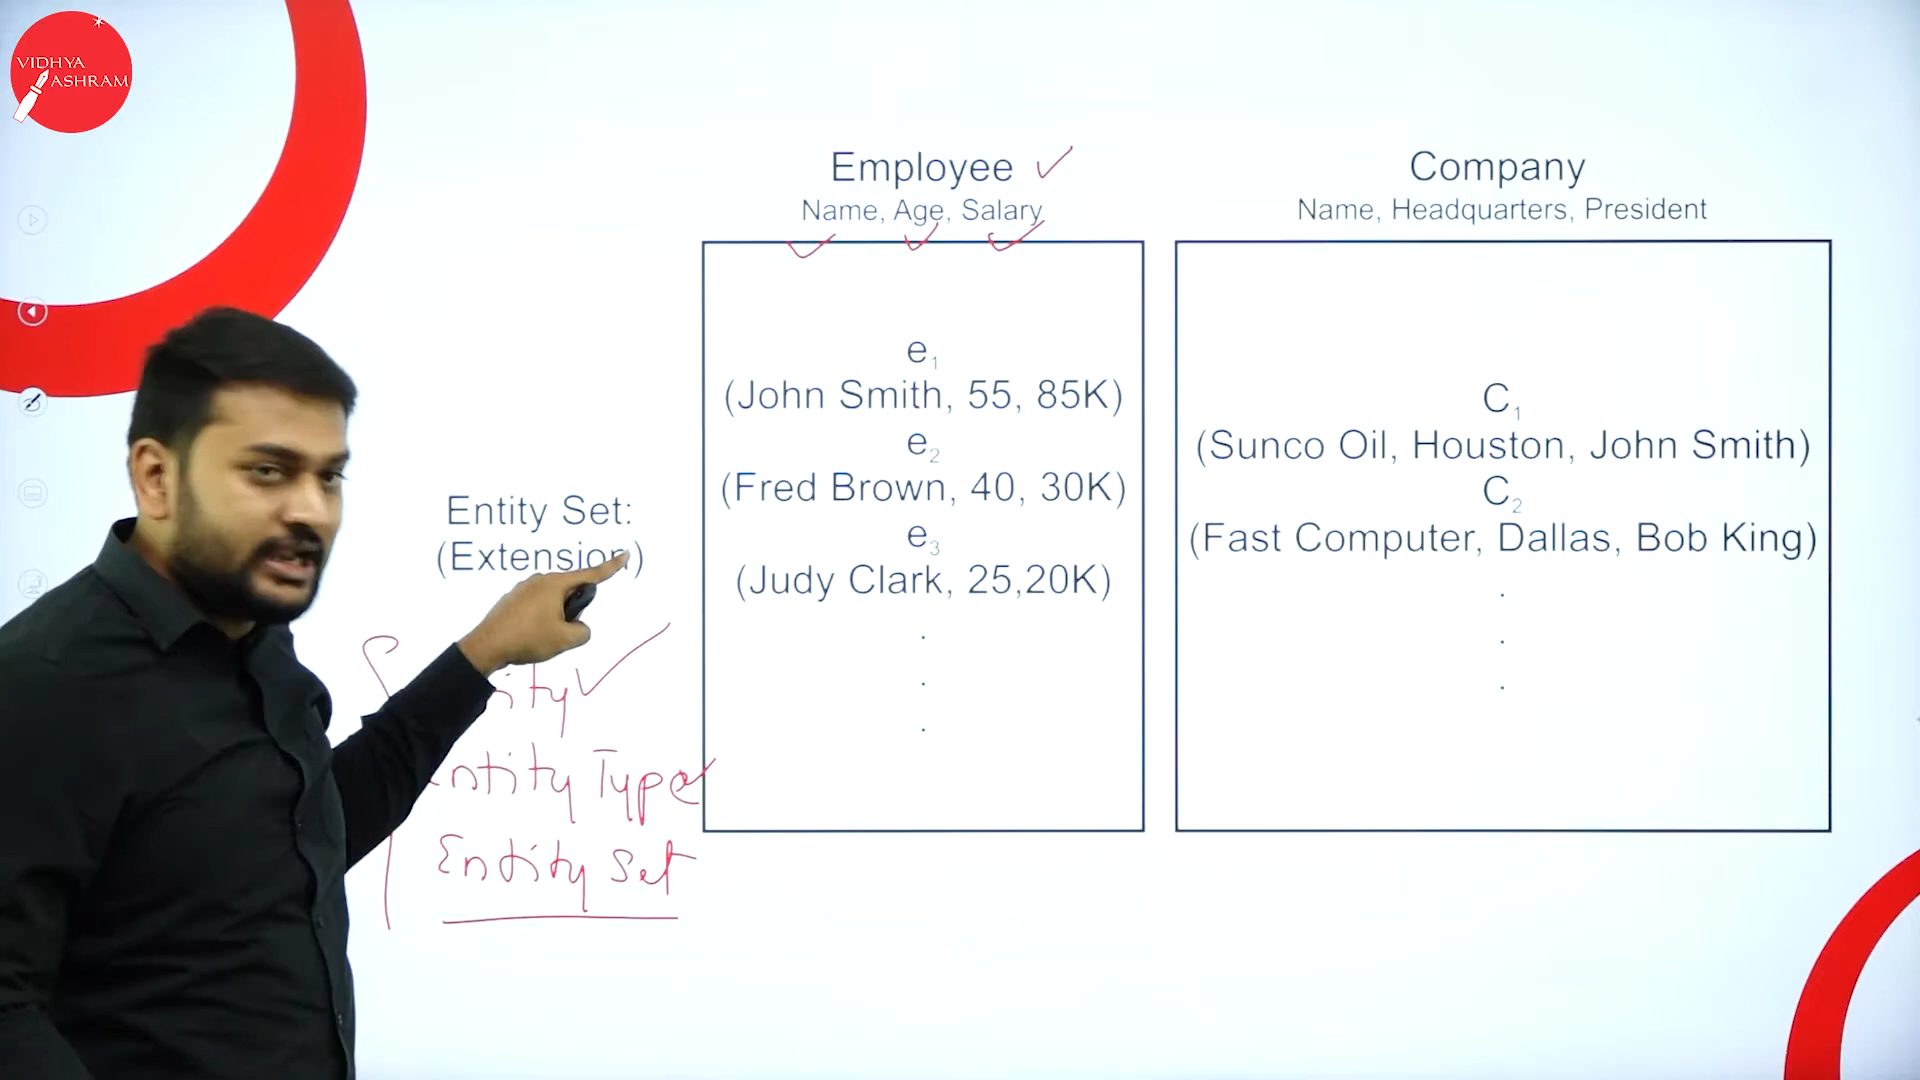 VIDHYA
ASHRAM
Employee
Name, Age, Salary
e1
(John Smith, 55, 85K)
e2
(Fred Brown, 40, 30K)
e3
(Judy Clark, 25,20K)
.
.
.
Company
Name, Headquarters, President
C1
(Sunco Oil, Houston, John Smith)
C2
(Fast Computer, Dallas, Bob King)
.
.
.
Entity Set:
(Extension)
Entity Type
Entity Set